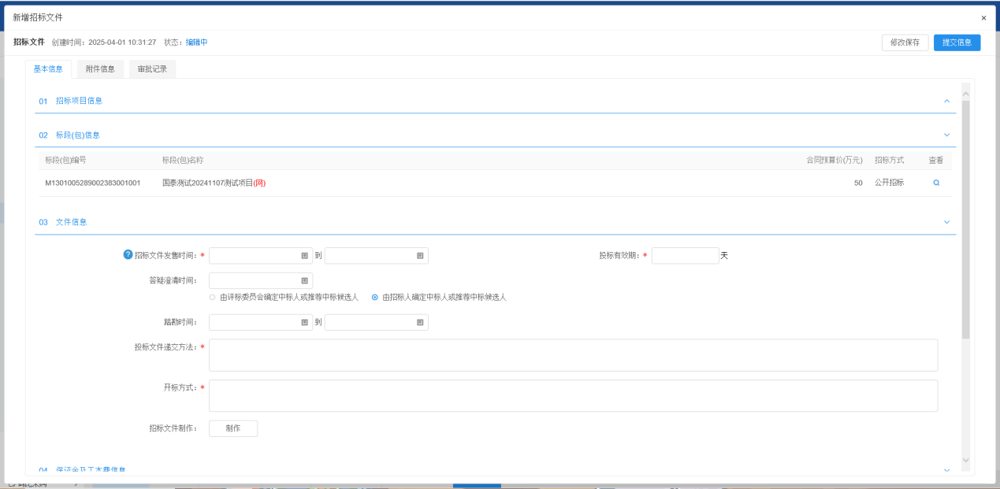 新增招标文件 ×
招标文件 创建时间：2025-04-01 10:31:27 状态：编辑中 修改保存 提交信息
基本信息 附件信息 审批记录
01 招标项目信息
02 标段(包)信息
标段(包)编号 标段(包)名称 合同预算价(万元) 招标方式 查看
M1301005289002383001001 国泰测试20241107测试项目(网) 50 公开招标
03 文件信息
? 招标文件发售时间：* 到 投标有效期：* 天
答疑澄清时间：
由评标委员会确定中标人或推荐中标候选人 由招标人确定中标人或推荐中标候选人
踏勘时间： 到
投标文件递交方法：*
开标方式：*
招标文件制作： 制作
04 保证金及工本费信息